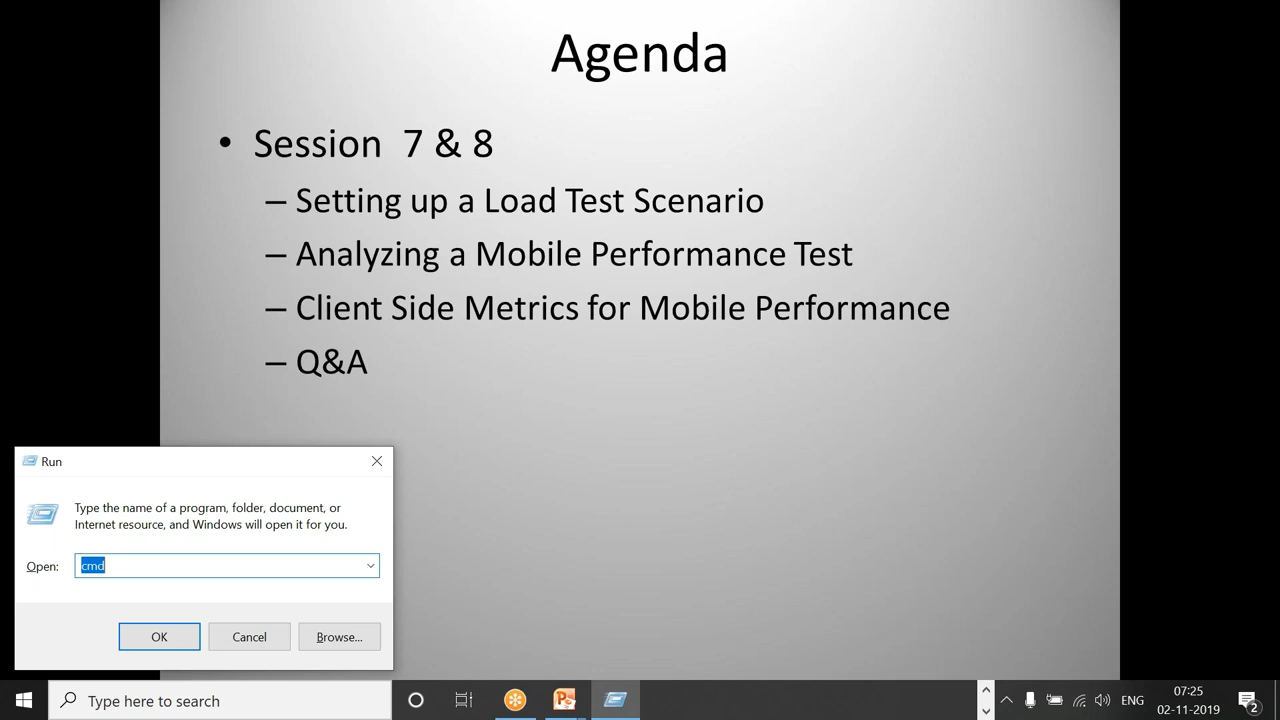 Agenda
• Session 7 & 8
– Setting up a Load Test Scenario
– Analyzing a Mobile Performance Test
– Client Side Metrics for Mobile Performance
– Q&A
Run
Type the name of a program, folder, document, or
Internet resource, and Windows will open it for you.
Open: cmd
OK Cancel Browse...
Type here to search
ENG
07:25
02-11-2019
2